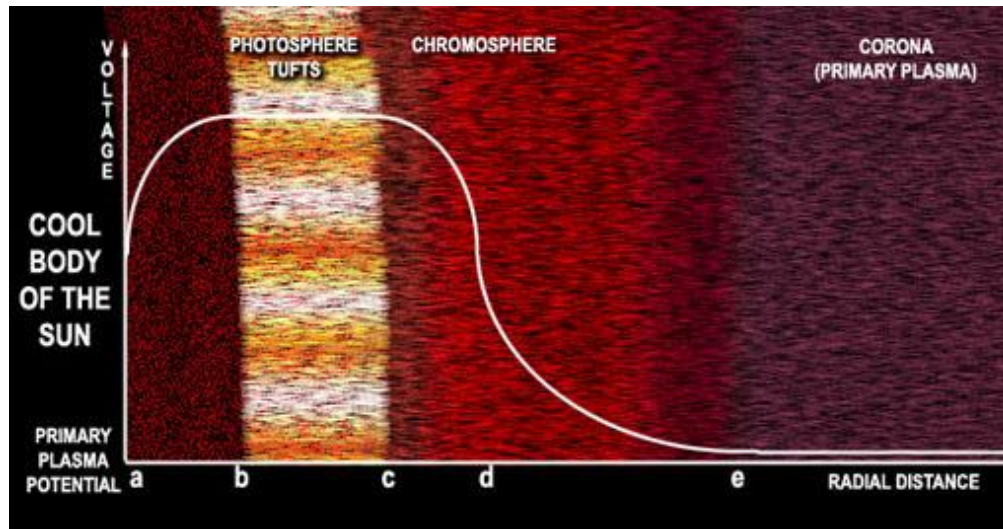 VOLTAGE
PHOTOSPHERE
TUFTS
CHROMOSPHERE
CORONA
(PRIMARY PLASMA)
COOL
BODY
OF THE
SUN
PRIMARY
PLASMA
POTENTIAL
a
b
c
d
e
RADIAL DISTANCE